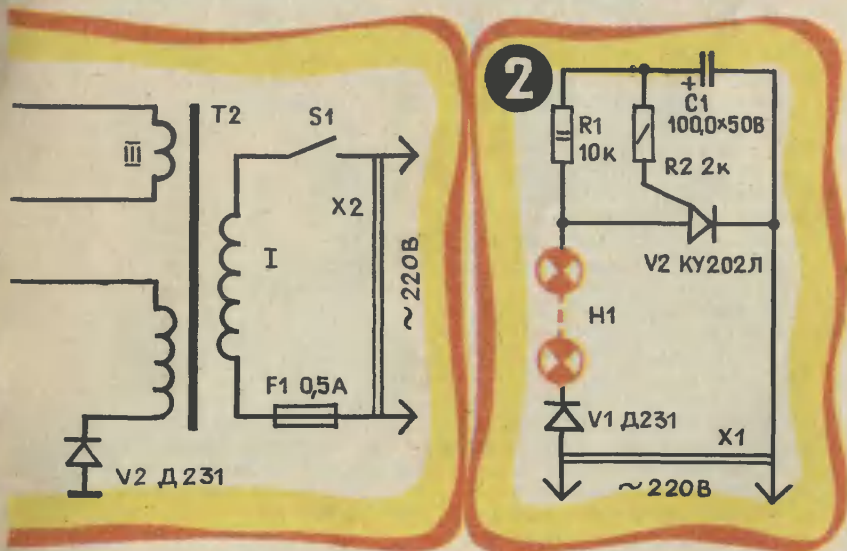 T2
S1
III
X2
I
~220В
F1 0,5А
V2 Д231
2
C1
+
100,0×50В
R1
10к
R2 2к
V2 КУ202Л
H1
V1 Д231
X1
~220В